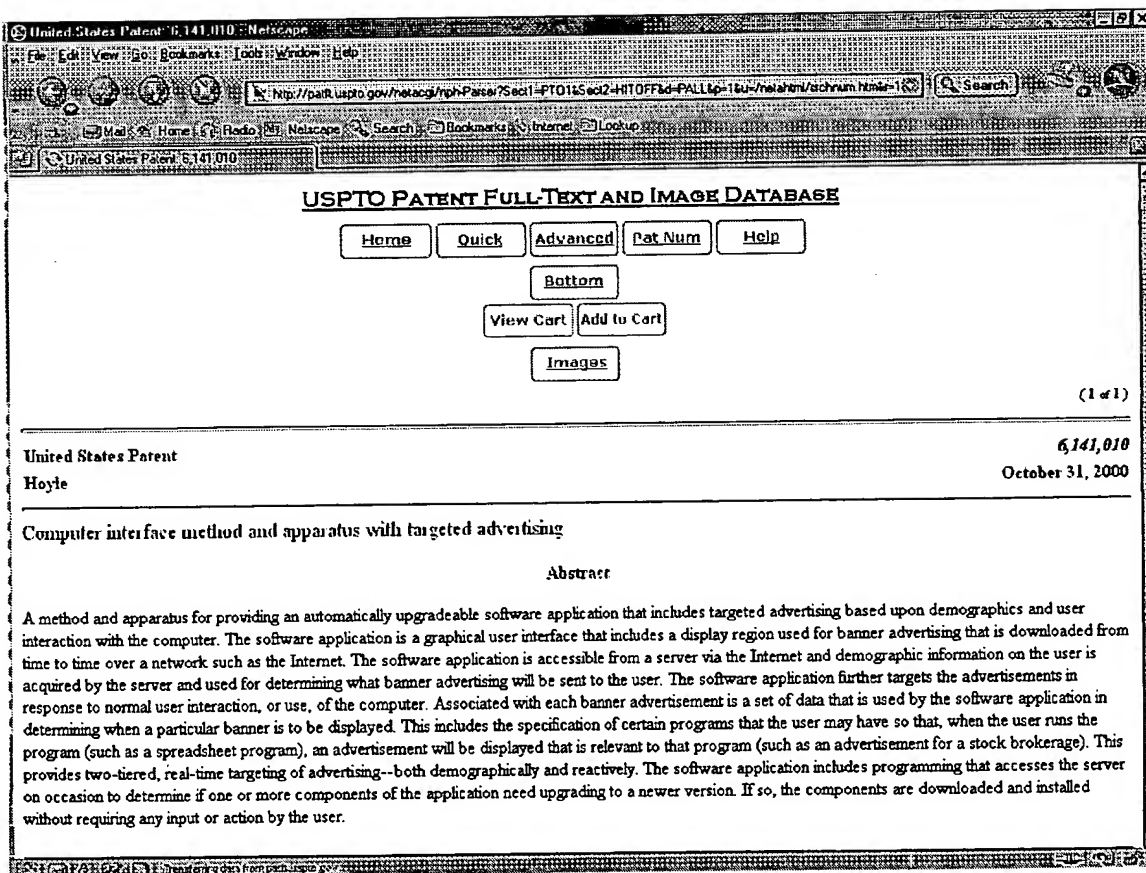 United States Patent: 6,141,010 - Netscape
File Edit View Go Bookmarks Tools Window Help
Search
Mail Home Radio Netscape Search Bookmarks Internet Lookup
United States Patent: 6,141,010
USPTO PATENT FULL-TEXT AND IMAGE DATABASE
Home Quick Advanced Pat Num Help
Bottom
View Cart Add to Cart
Images
(1 of 1)
United States Patent 6,141,010
Hoyle October 31, 2000
Computer interface method and apparatus with targeted advertising
Abstract
A method and apparatus for providing an automatically upgradeable software application that includes targeted advertising based upon demographics and user
interaction with the computer. The software application is a graphical user interface that includes a display region used for banner advertising that is downloaded from
time to time over a network such as the Internet. The software application is accessible from a server via the Internet and demographic information on the user is
acquired by the server and used for determining what banner advertising will be sent to the user. The software application further targets the advertisements in
response to normal user interaction, or use, of the computer. Associated with each banner advertisement is a set of data that is used by the software application in
determining when a particular banner is to be displayed. This includes the specification of certain programs that the user may have so that, when the user runs the
program (such as a spreadsheet program), an advertisement will be displayed that is relevant to that program (such as an advertisement for a stock brokerage). This
provides two-tiered, real-time targeting of advertising--both demographically and reactively. The software application includes programming that accesses the server
on occasion to determine if one or more components of the application need upgrading to a newer version. If so, the components are downloaded and installed
without requiring any input or action by the user.